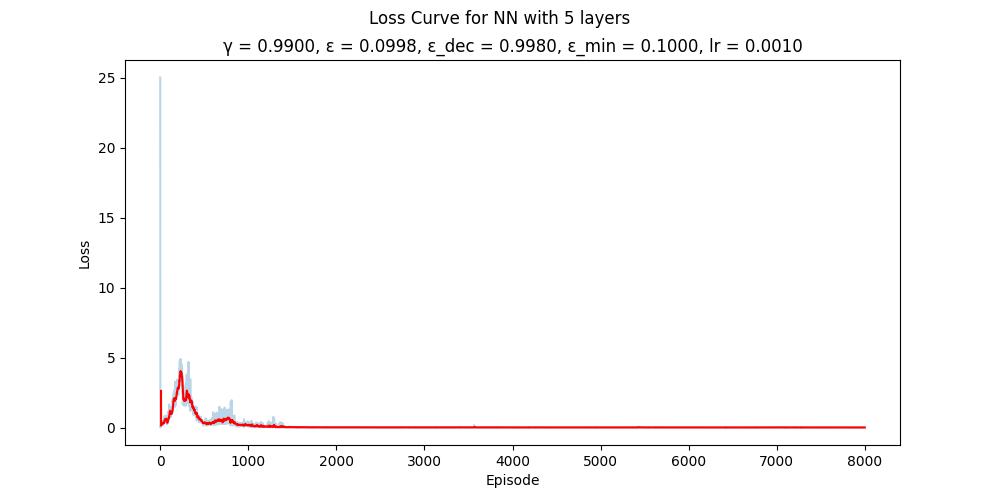 Loss Curve for NN with 5 layers
γ = 0.9900, ε = 0.0998, ε_dec = 0.9980, ε_min = 0.1000, lr = 0.0010
25
20
15
10
5
0
Loss
0 1000 2000 3000 4000 5000 6000 7000 8000
Episode